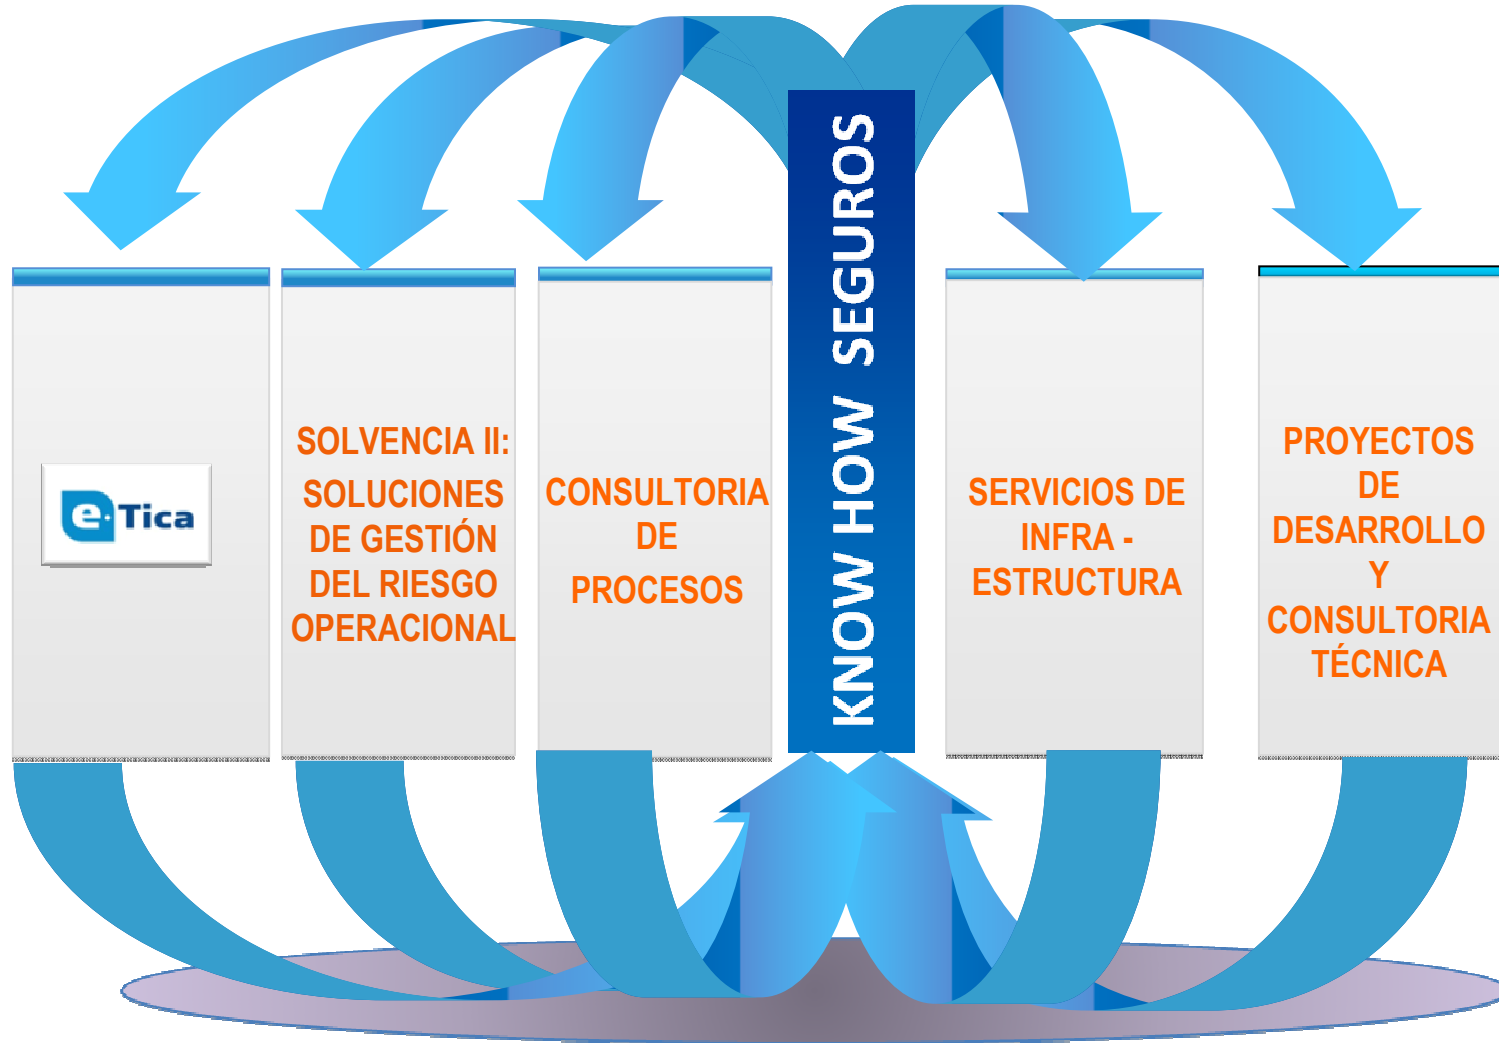 e·Tica
SOLVENCIA II:
SOLUCIONES
DE GESTIÓN
DEL RIESGO
OPERACIONAL
CONSULTORIA
DE
PROCESOS
KNOW HOW SEGUROS
SERVICIOS DE
INFRA -
ESTRUCTURA
PROYECTOS
DE
DESARROLLO
Y
CONSULTORIA
TÉCNICA